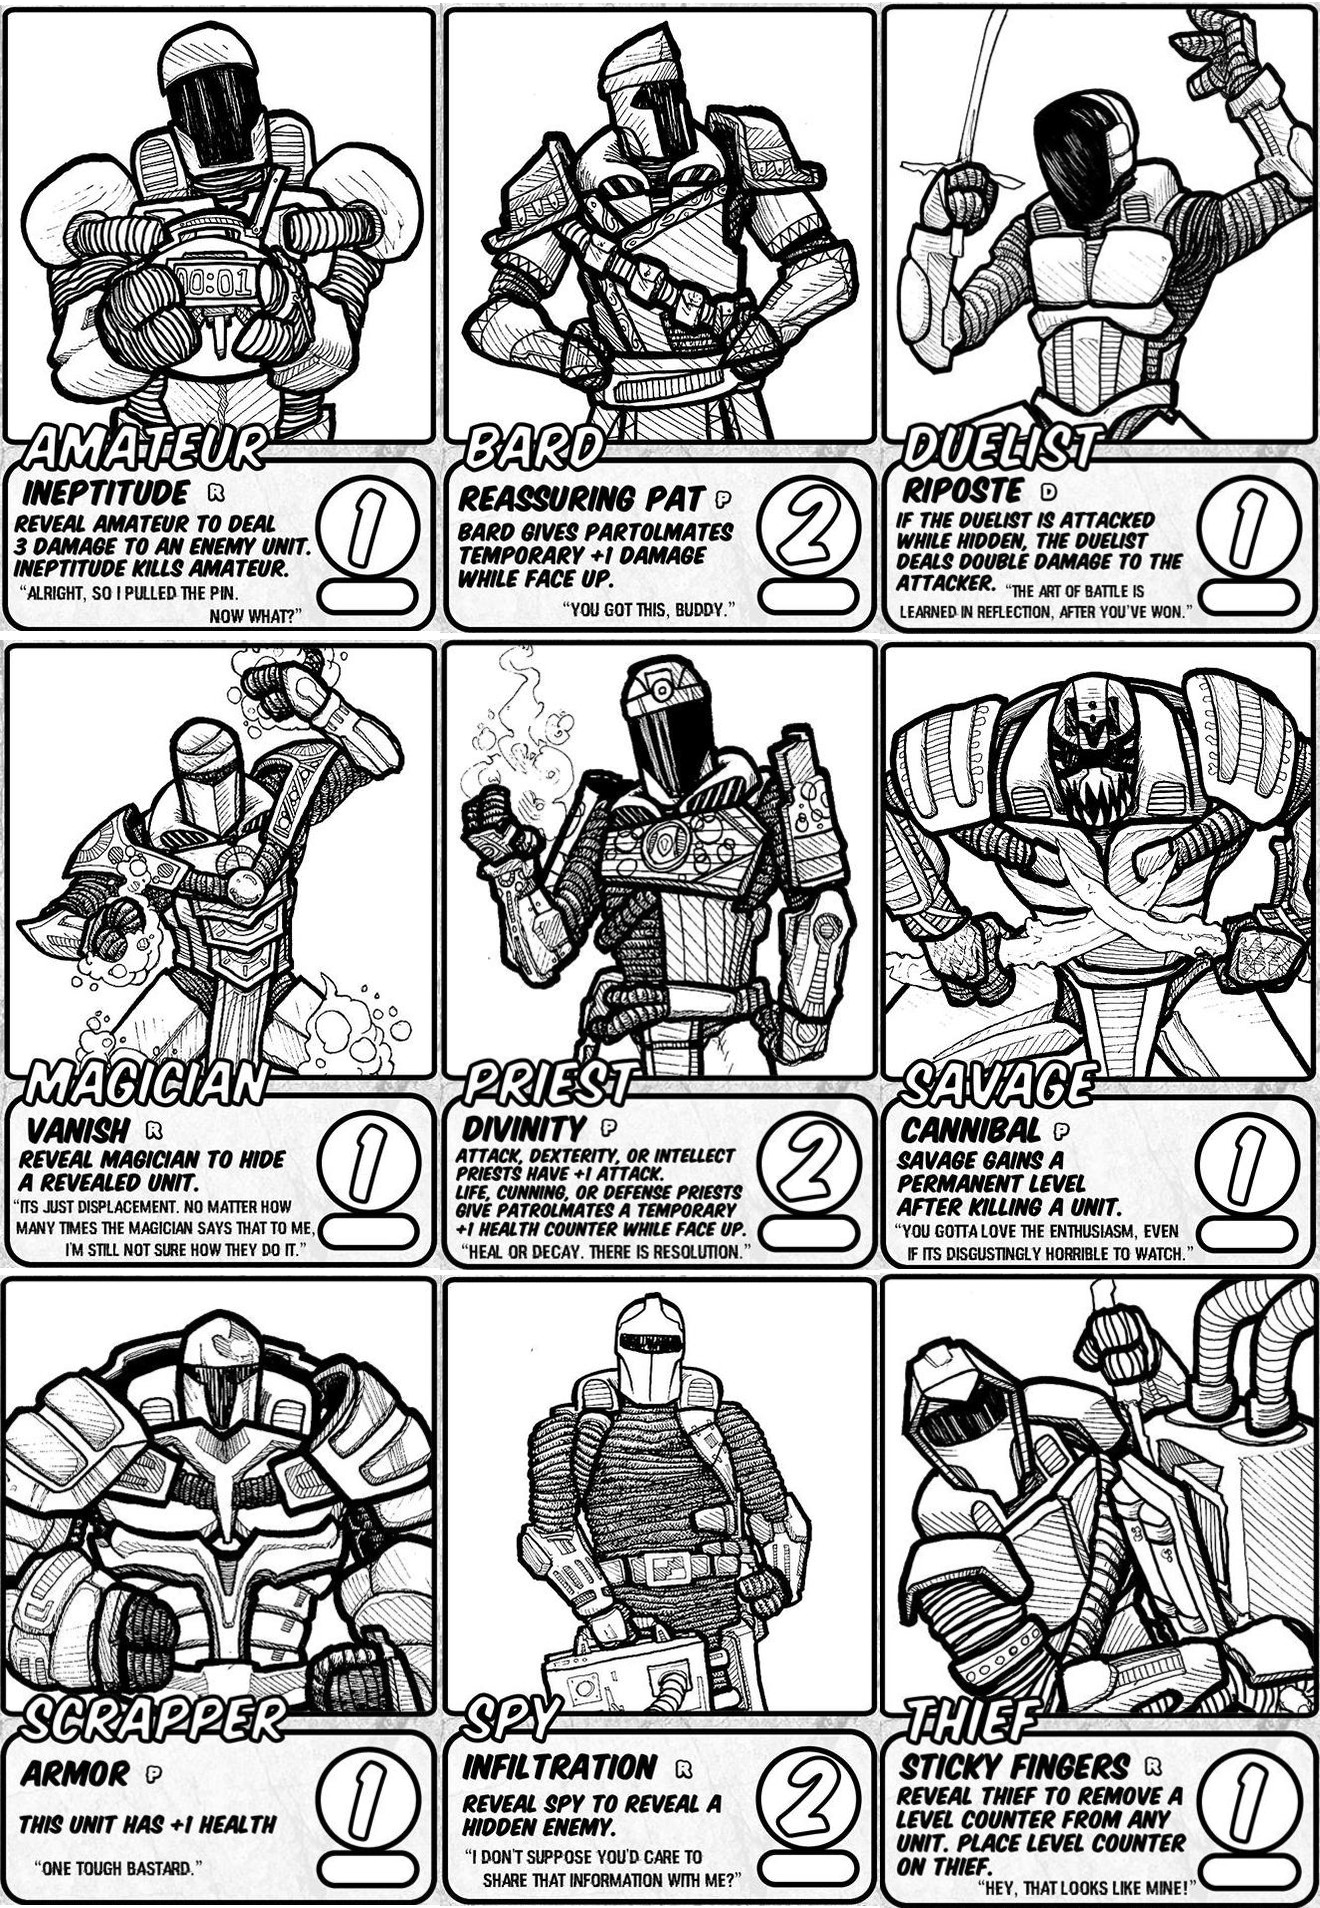 00:01
AMATEUR
INEPTITUDE R
1
REVEAL AMATEUR TO DEAL
3 DAMAGE TO AN ENEMY UNIT.
INEPTITUDE KILLS AMATEUR.
"ALRIGHT, SO I PULLED THE PIN.
NOW WHAT?"
BARD
REASSURING PAT P
2
BARD GIVES PARTOLMATES
TEMPORARY +1 DAMAGE
WHILE FACE UP.
"YOU GOT THIS, BUDDY."
DUELIST
RIPOSTE D
1
IF THE DUELIST IS ATTACKED
WHILE HIDDEN, THE DUELIST
DEALS DOUBLE DAMAGE TO THE
ATTACKER. "THE ART OF BATTLE IS
LEARNED IN REFLECTION, AFTER YOU'VE WON."
MAGICIAN
VANISH R
1
REVEAL MAGICIAN TO HIDE
A REVEALED UNIT.
"ITS JUST DISPLACEMENT. NO MATTER HOW
MANY TIMES THE MAGICIAN SAYS THAT TO ME,
I'M STILL NOT SURE HOW THEY DO IT."
PRIEST
DIVINITY P
2
ATTACK, DEXTERITY, OR INTELLECT
PRIESTS HAVE +1 ATTACK.
LIFE, CUNNING, OR DEFENSE PRIESTS
GIVE PATROLMATES A TEMPORARY
+1 HEALTH COUNTER WHILE FACE UP.
"HEAL OR DECAY. THERE IS RESOLUTION."
SAVAGE
CANNIBAL P
1
SAVAGE GAINS A
PERMANENT LEVEL
AFTER KILLING A UNIT.
"YOU GOTTA LOVE THE ENTHUSIASM, EVEN
IF ITS DISGUSTINGLY HORRIBLE TO WATCH."
SCRAPPER
ARMOR P
1
THIS UNIT HAS +1 HEALTH
"ONE TOUGH BASTARD."
SPY
INFILTRATION R
2
REVEAL SPY TO REVEAL A
HIDDEN ENEMY.
"I DON'T SUPPOSE YOU'D CARE TO
SHARE THAT INFORMATION WITH ME?"
THIEF
STICKY FINGERS R
1
REVEAL THIEF TO REMOVE A
LEVEL COUNTER FROM ANY
UNIT. PLACE LEVEL COUNTER
ON THIEF.
"HEY, THAT LOOKS LIKE MINE!"